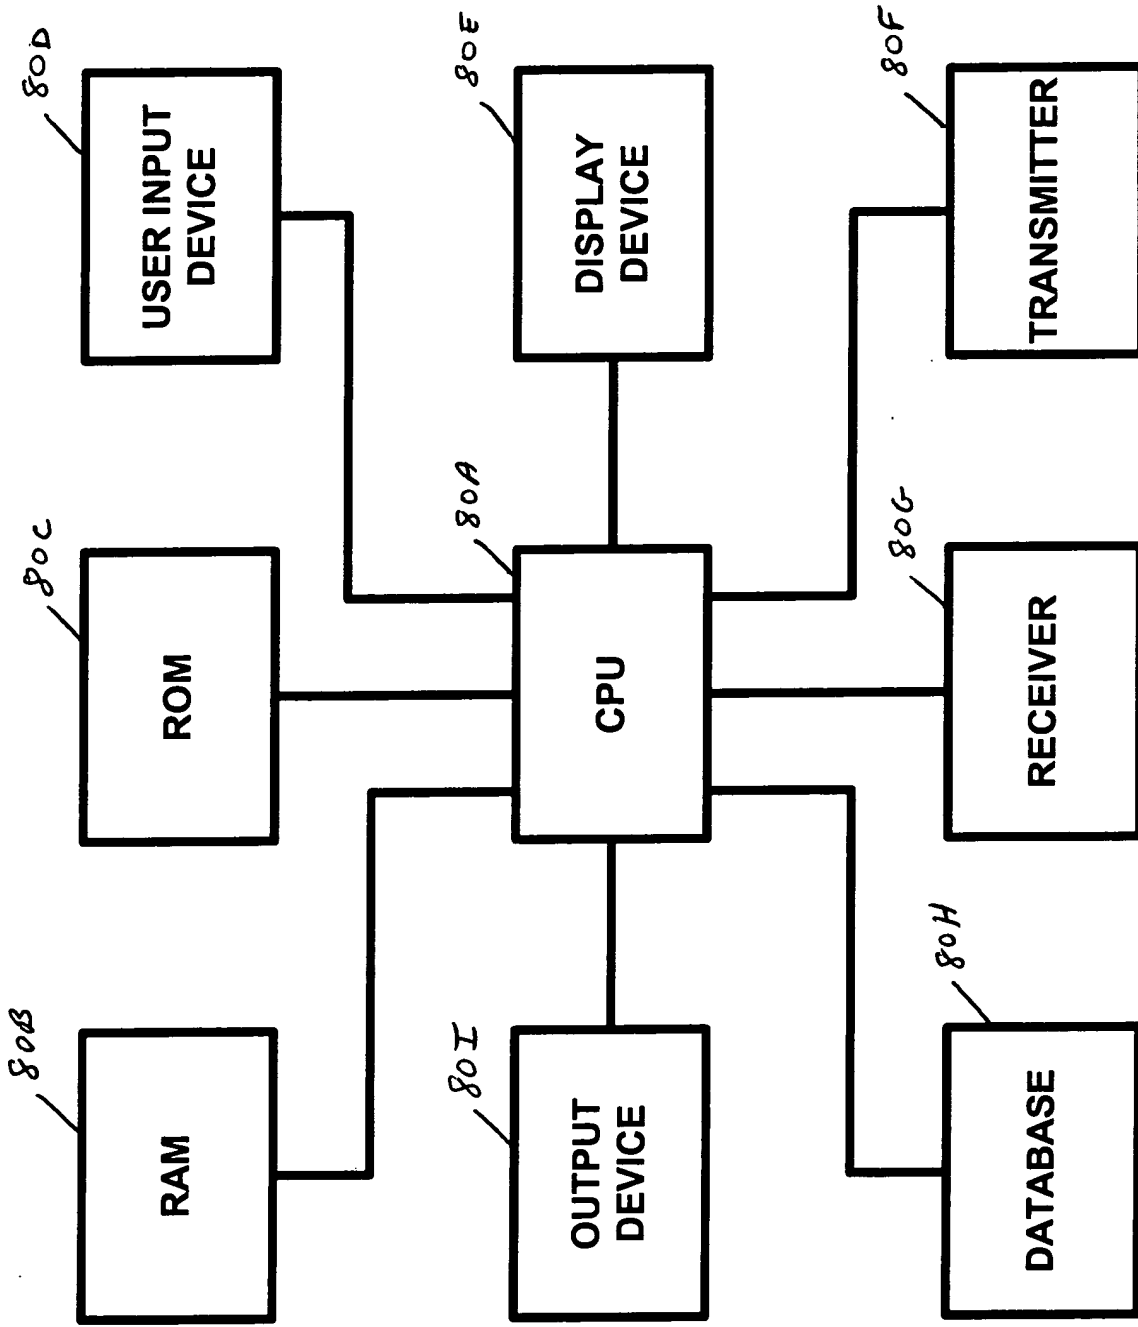 80B
RAM
80C
ROM
80D
USER INPUT
DEVICE
80I
OUTPUT
DEVICE
80A
CPU
80E
DISPLAY
DEVICE
80H
DATABASE
80G
RECEIVER
80F
TRANSMITTER